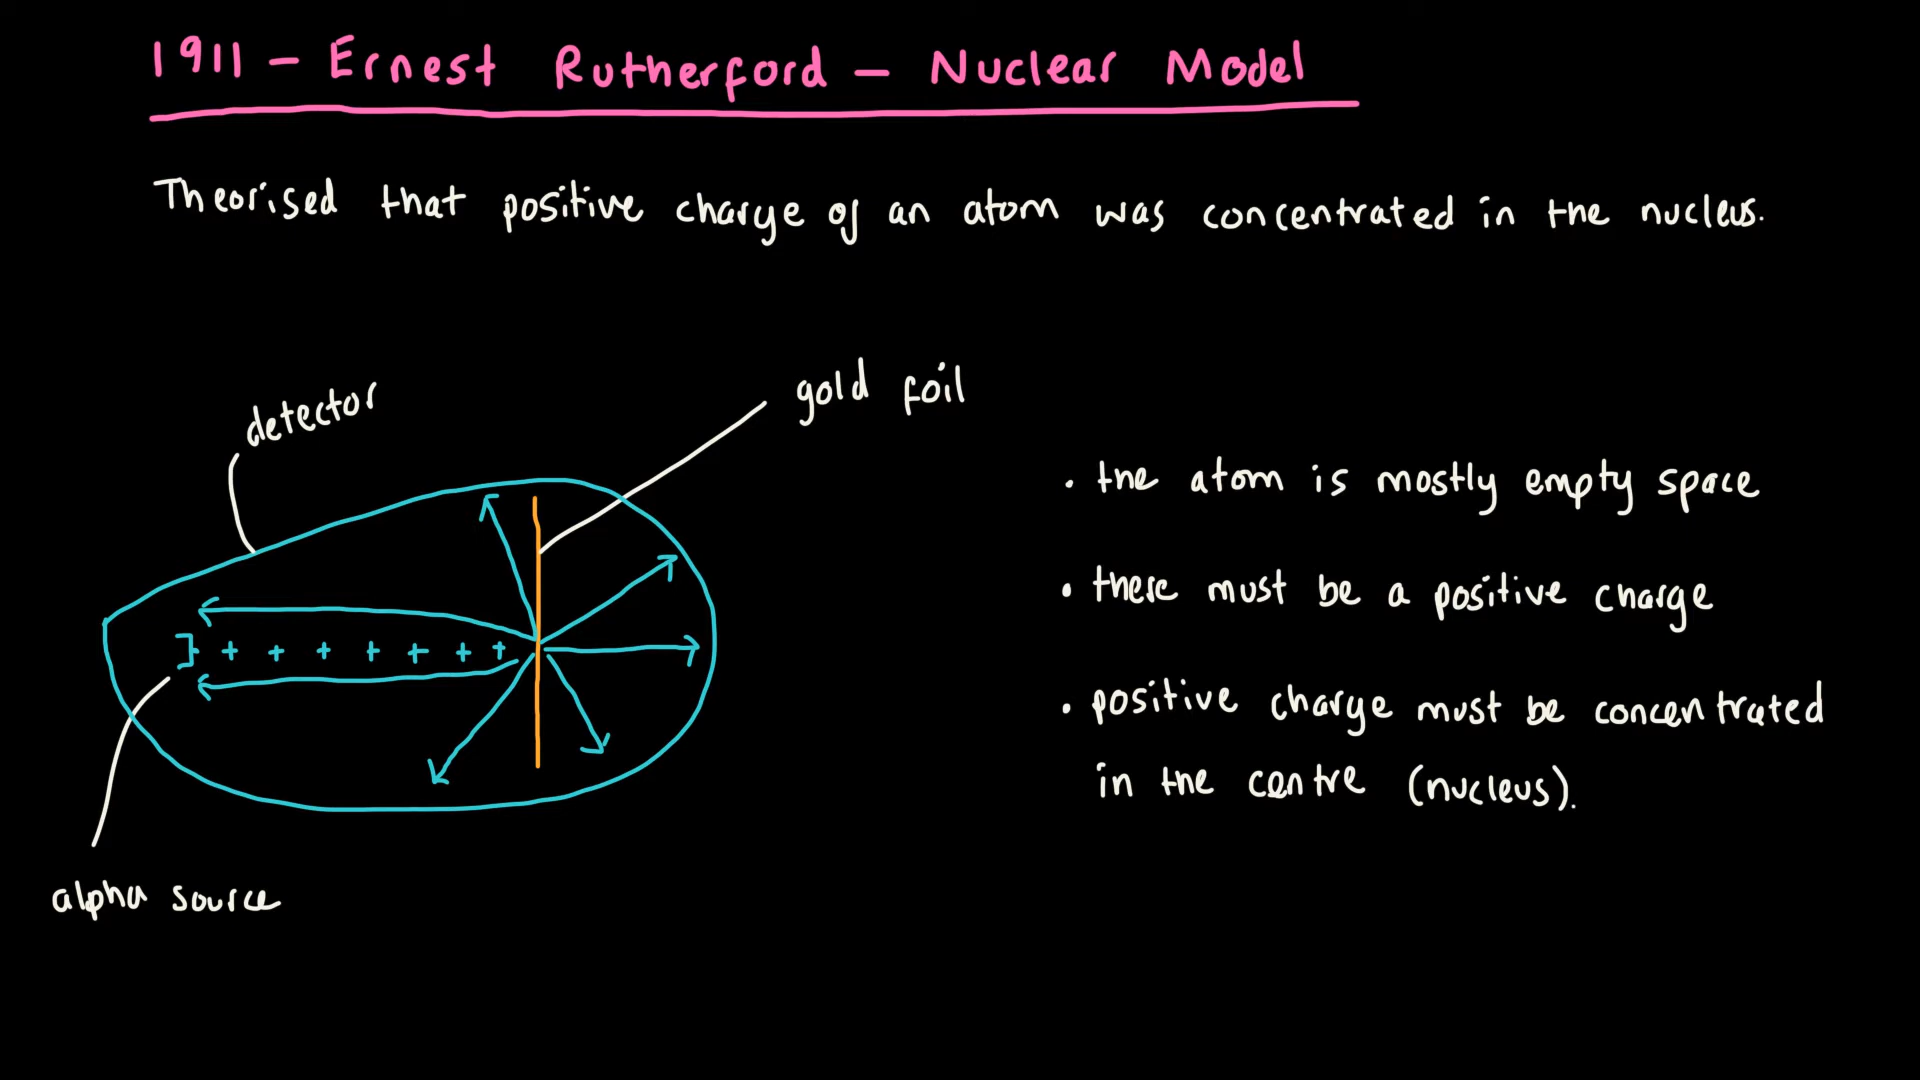 1911 - Ernest Rutherford - Nuclear Model
Theorised that positive charge of an atom was concentrated in the nucleus.
detector
gold foil
• the atom is mostly empty space
• there must be a positive charge
• positive charge must be concentrated
in the centre (nucleus).
+ + + + + + +
alpha source